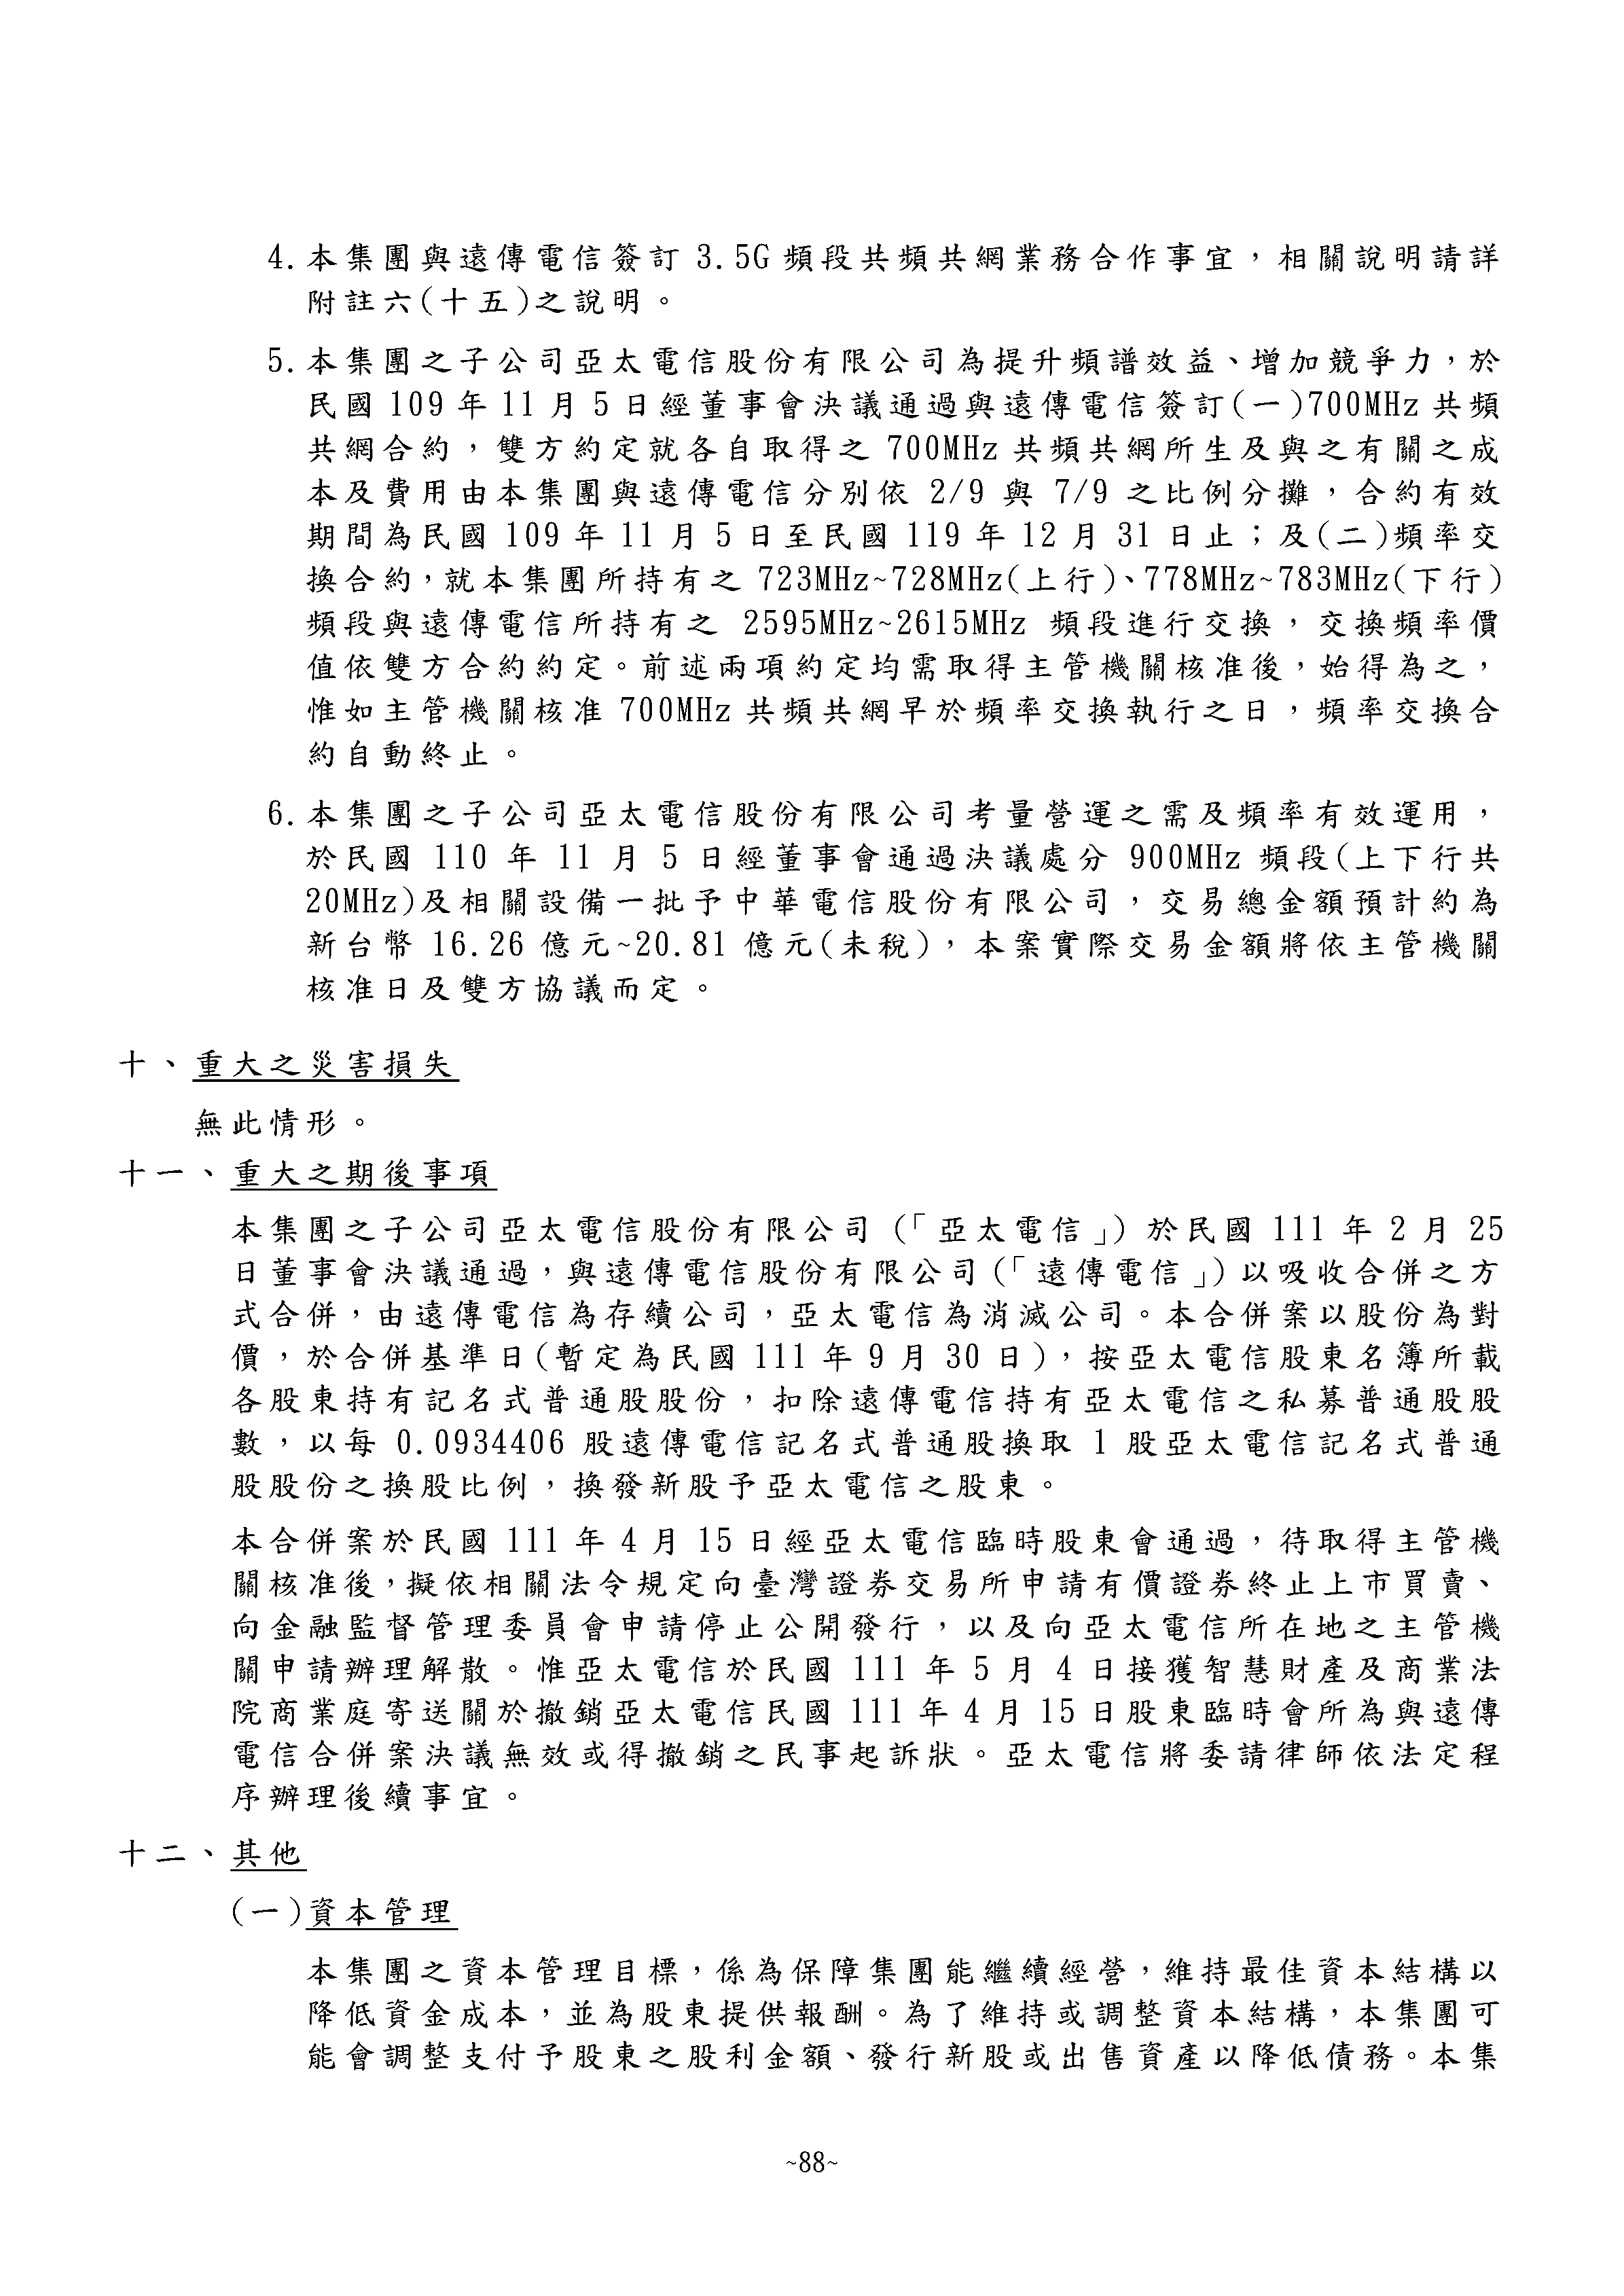 4.本集團與遠傳電信簽訂 3.5G 頻段共頻共網業務合作事宜，相關說明請詳
附註六(十五)之說明。
5.本集團之子公司亞太電信股份有限公司為提升頻譜效益、增加競爭力，於
民國 109 年 11 月 5 日經董事會決議通過與遠傳電信簽訂(一)700MHz 共頻
共網合約，雙方約定就各自取得之 700MHz 共頻共網所生及與之有關之成
本及費用由本集團與遠傳電信分別依 2/9 與 7/9 之比例分攤，合約有效
期間為民國 109 年 11 月 5 日至民國 119 年 12 月 31 日止；及(二)頻率交
換合約，就本集團所持有之 723MHz~728MHz(上行)、778MHz~783MHz(下行)
頻段與遠傳電信所持有之 2595MHz~2615MHz 頻段進行交換，交換頻率價
值依雙方合約約定。前述兩項約定均需取得主管機關核准後，始得為之，
惟如主管機關核准 700MHz 共頻共網早於頻率交換執行之日，頻率交換合
約自動終止。
6.本集團之子公司亞太電信股份有限公司考量營運之需及頻率有效運用，
於民國 110 年 11 月 5 日經董事會通過決議處分 900MHz 頻段(上下行共
20MHz)及相關設備一批予中華電信股份有限公司，交易總金額預計約為
新台幣 16.26 億元~20.81 億元(未稅)，本案實際交易金額將依主管機關
核准日及雙方協議而定。
十、重大之災害損失
無此情形。
十一、重大之期後事項
本集團之子公司亞太電信股份有限公司 (「亞太電信」) 於民國 111 年 2 月 25
日董事會決議通過，與遠傳電信股份有限公司(「遠傳電信」)以吸收合併之方
式合併，由遠傳電信為存續公司，亞太電信為消滅公司。本合併案以股份為對
價，於合併基準日(暫定為民國 111 年 9 月 30 日)，按亞太電信股東名簿所載
各股東持有記名式普通股股份，扣除遠傳電信持有亞太電信之私募普通股股
數，以每 0.0934406 股遠傳電信記名式普通股換取 1 股亞太電信記名式普通
股股份之換股比例，換發新股予亞太電信之股東。
本合併案於民國 111 年 4 月 15 日經亞太電信臨時股東會通過，待取得主管機
關核准後，擬依相關法令規定向臺灣證券交易所申請有價證券終止上市買賣、
向金融監督管理委員會申請停止公開發行，以及向亞太電信所在地之主管機
關申請辦理解散。惟亞太電信於民國 111 年 5 月 4 日接獲智慧財產及商業法
院商業庭寄送關於撤銷亞太電信民國 111 年 4 月 15 日股東臨時會所為與遠傳
電信合併案決議無效或得撤銷之民事起訴狀。亞太電信將委請律師依法定程
序辦理後續事宜。
十二、其他
(一)資本管理
本集團之資本管理目標，係為保障集團能繼續經營，維持最佳資本結構以
降低資金成本，並為股東提供報酬。為了維持或調整資本結構，本集團可
能會調整支付予股東之股利金額、發行新股或出售資產以降低債務。本集
~88~